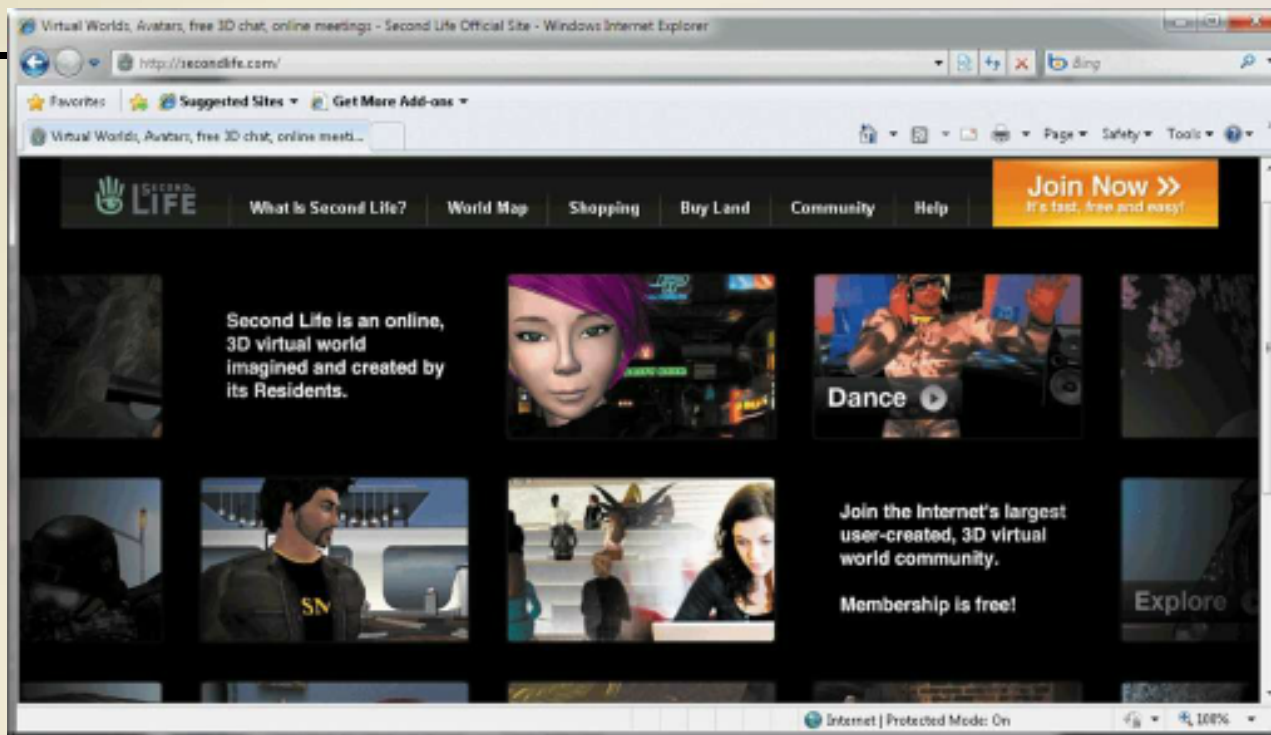 Virtual Worlds, Avatars, free 3D chat, online meetings - Second Life Official Site - Windows Internet Explorer
http://secondlife.com/
Bing
Favorites Suggested Sites Get More Add-ons
Virtual Worlds, Avatars, free 3D chat, online meeti...
Page Safety Tools
SECOND
LIFE
What Is Second Life? World Map Shopping Buy Land Community Help
Join Now >>
It's fast, free and easy!
Second Life is an online,
3D virtual world
imagined and created by
its Residents.
Dance
SN
Join the Internet's largest
user-created, 3D virtual
world community.
Membership is free!
Explore
Internet | Protected Mode: On
100%